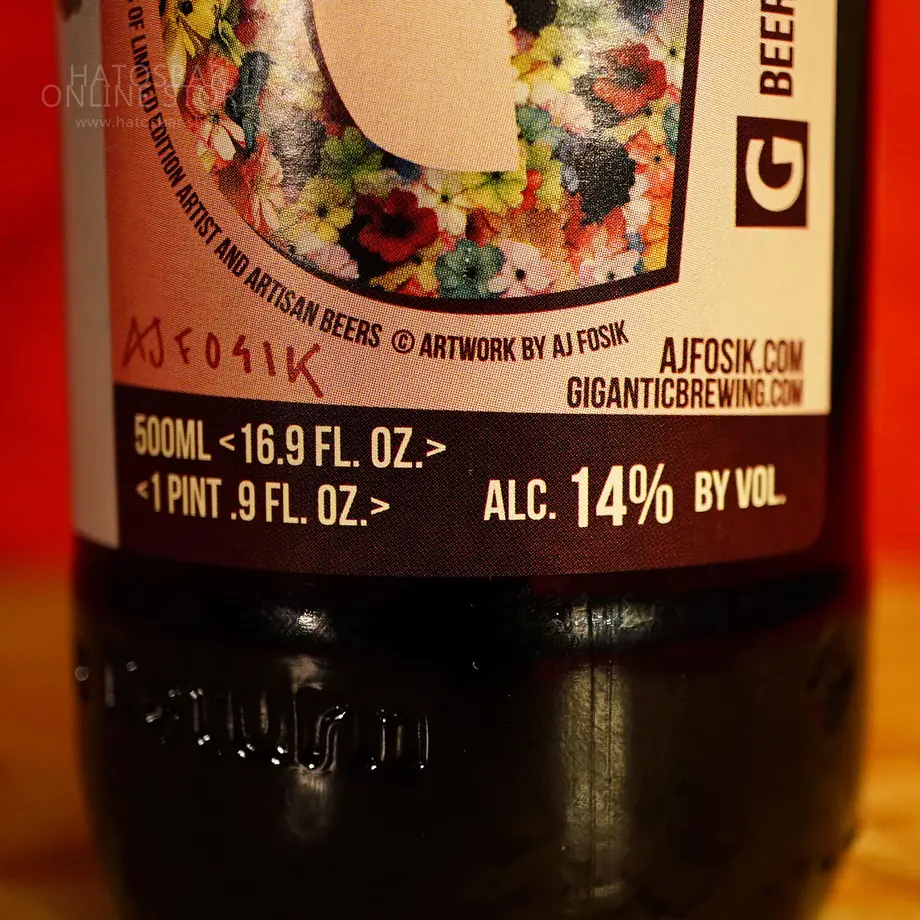 HATOSPAR
ONLINE STORE
OF LIMITED EDITION ARTIST AND ARTISAN BEERS © ARTWORK BY AJ FOSIK
BEER
G
AJ FOSIK
AJFOSIK.COM
GIGANTICBREWING.COM
500ML <16.9 FL. OZ.>
<1 PINT .9 FL. OZ.>
ALC. 14% BY VOL.